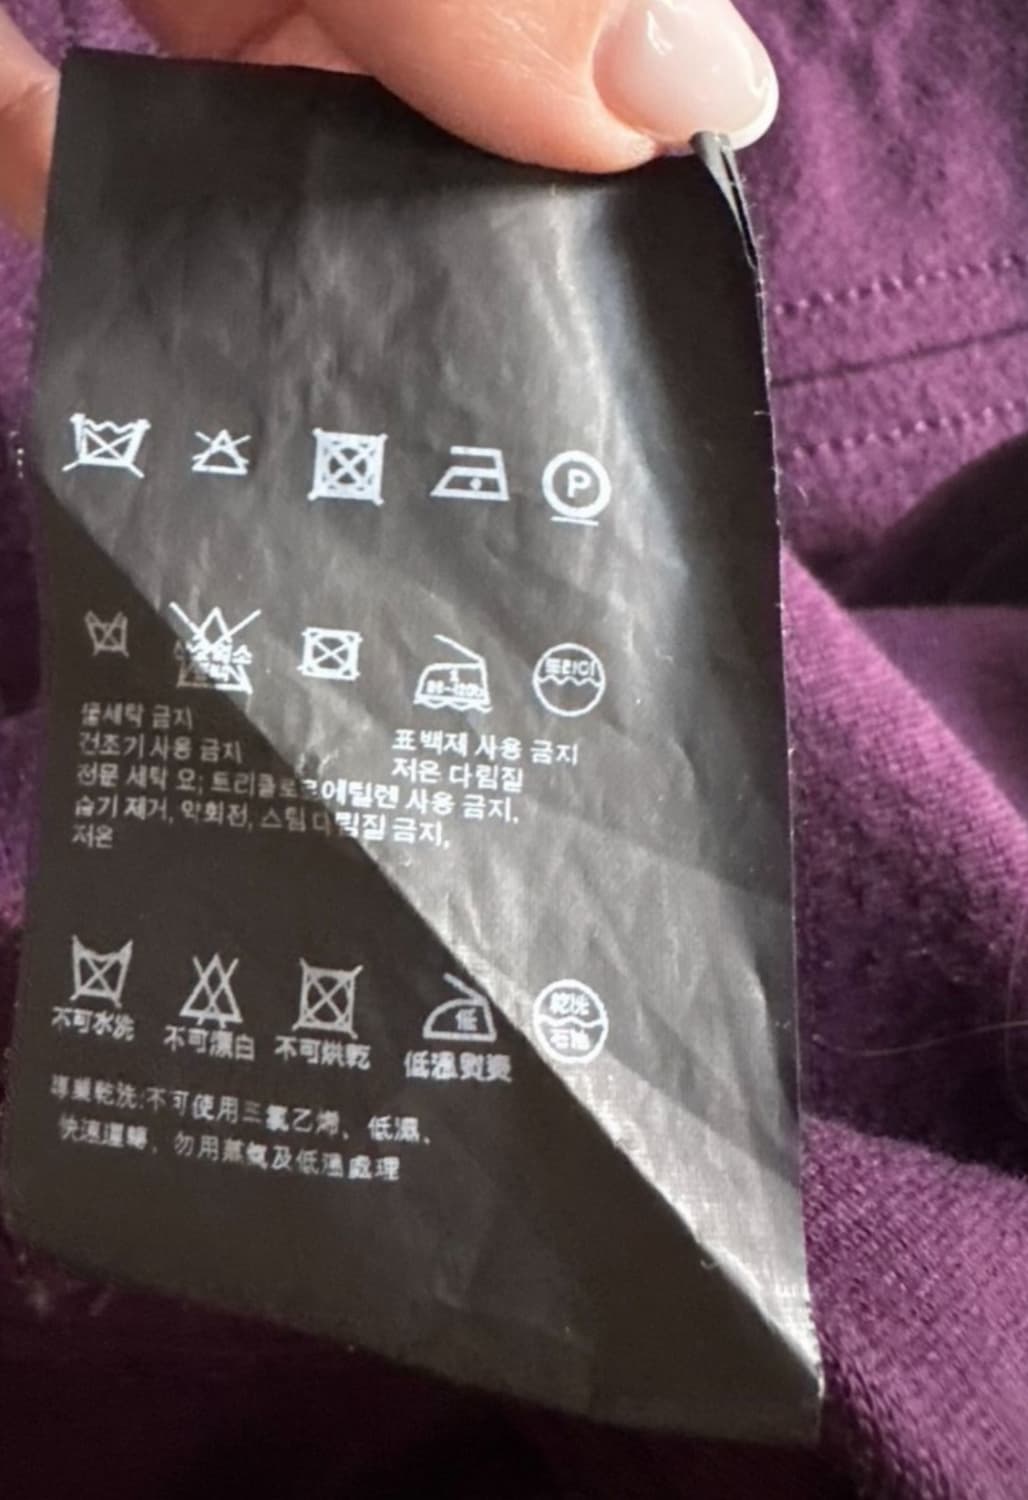 P
드라이
물세탁 금지
건조기 사용 금지
표백제 사용 금지
저온 다림질
전문 세탁 요; 트리클로로에틸렌 사용 금지,
습기 제거, 약회전, 스팀 다림질 금지,
저온
低
乾洗
石油
不可水洗
不可漂白
不可烘乾
低溫熨燙
專業乾洗:不可使用三氯乙烯、低濕、
快速運轉、勿用蒸氣及低溫處理